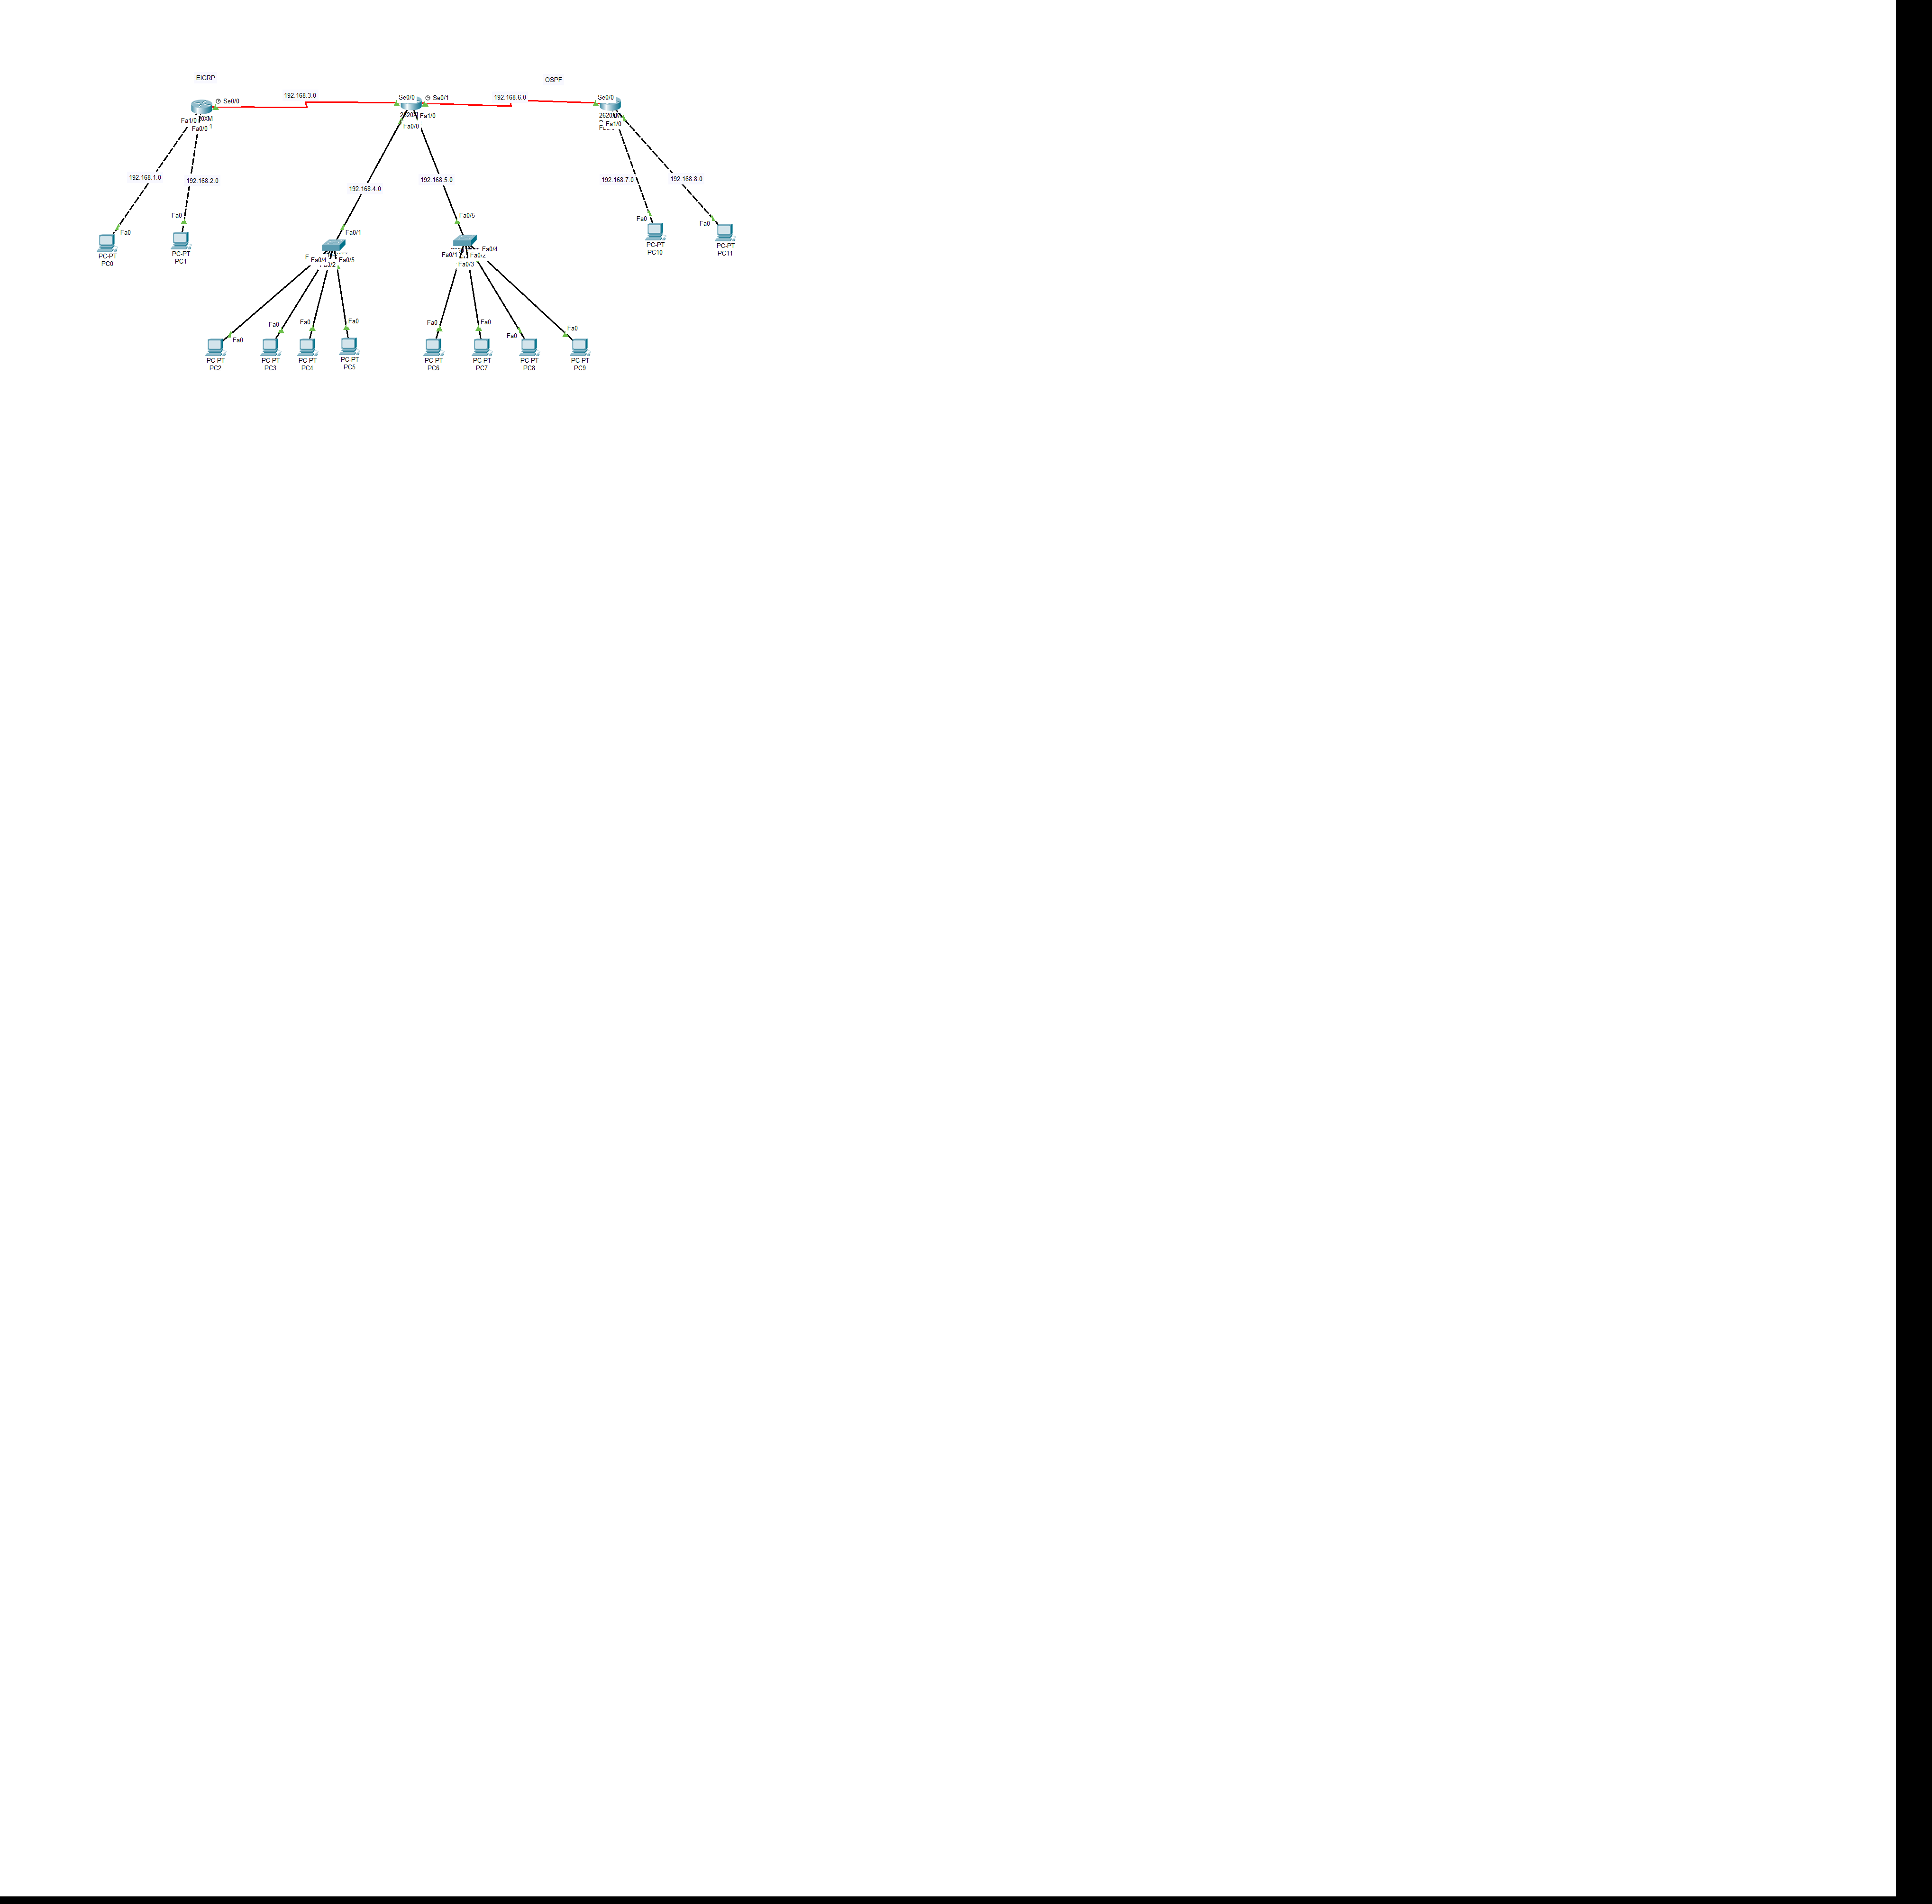 EIGRP
OSPF
Se0/0
192.168.3.0
Se0/0
Se0/1
192.168.6.0
Se0/0
Fa1/0
Fa0/0
1
Fa1/0
Fa0/0
Fa1/0
192.168.1.0
192.168.2.0
192.168.4.0
192.168.5.0
192.168.7.0
192.168.8.0
Fa0
Fa0
Fa0/1
Fa0/5
Fa0
Fa0
PC-PT
PC0
PC-PT
PC1
Fa0/4
Fa0/5
Fa0/1
Fa0/2
Fa0/4
Fa0/3
PC-PT
PC10
PC-PT
PC11
Fa0
Fa0
Fa0
Fa0
Fa0
Fa0
Fa0
Fa0
PC-PT
PC2
PC-PT
PC3
PC-PT
PC4
PC-PT
PC5
PC-PT
PC6
PC-PT
PC7
PC-PT
PC8
PC-PT
PC9